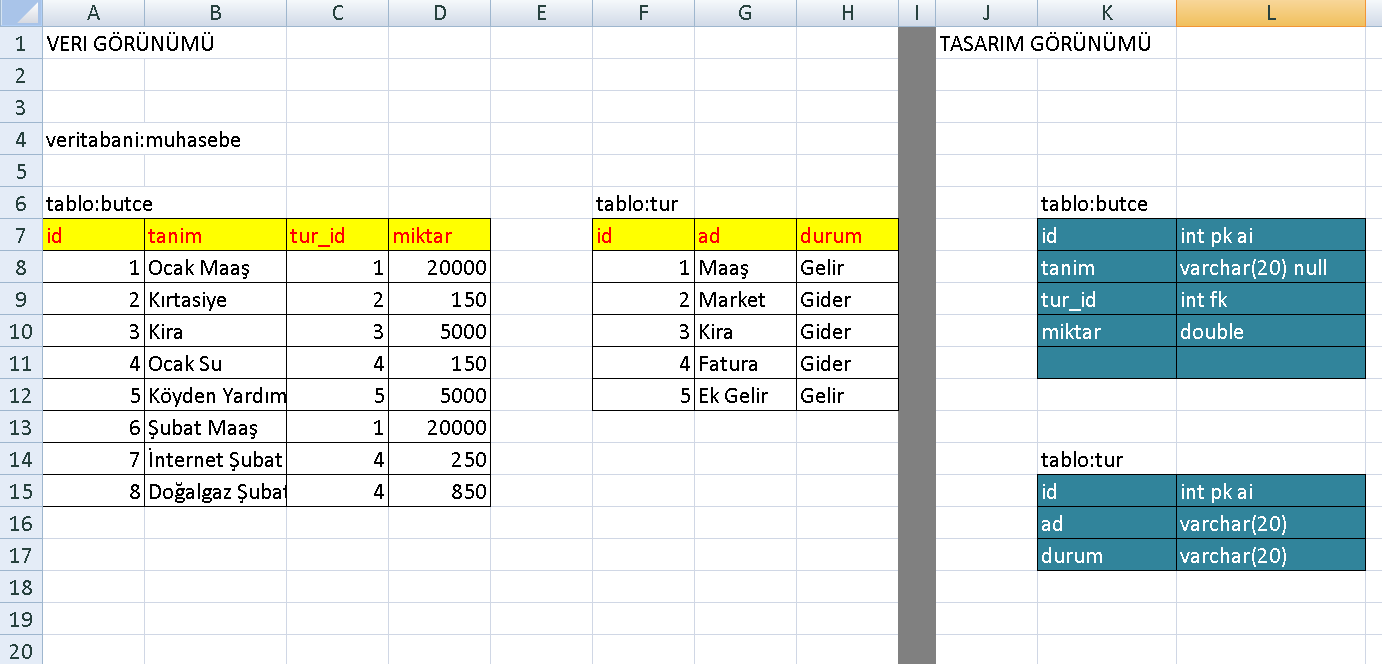 A B C D E F G H I J K L
1 VERI GÖRÜNÜMÜ TASARIM GÖRÜNÜMÜ
2
3
4 veritabani:muhasebe
5
6 tablo:butce tablo:tur tablo:butce
7 id tanim tur_id miktar id ad durum id int pk ai
8 1 Ocak Maaş 1 20000 1 Maaş Gelir tanim varchar(20) null
9 2 Kırtasiye 2 150 2 Market Gider tur_id int fk
10 3 Kira 3 5000 3 Kira Gider miktar double
11 4 Ocak Su 4 150 4 Fatura Gider
12 5 Köyden Yardım 5 5000 5 Ek Gelir Gelir
13 6 Şubat Maaş 1 20000
14 7 İnternet Şubat 4 250 tablo:tur
15 8 Doğalgaz Şubat 4 850 id int pk ai
16 ad varchar(20)
17 durum varchar(20)
18
19
20